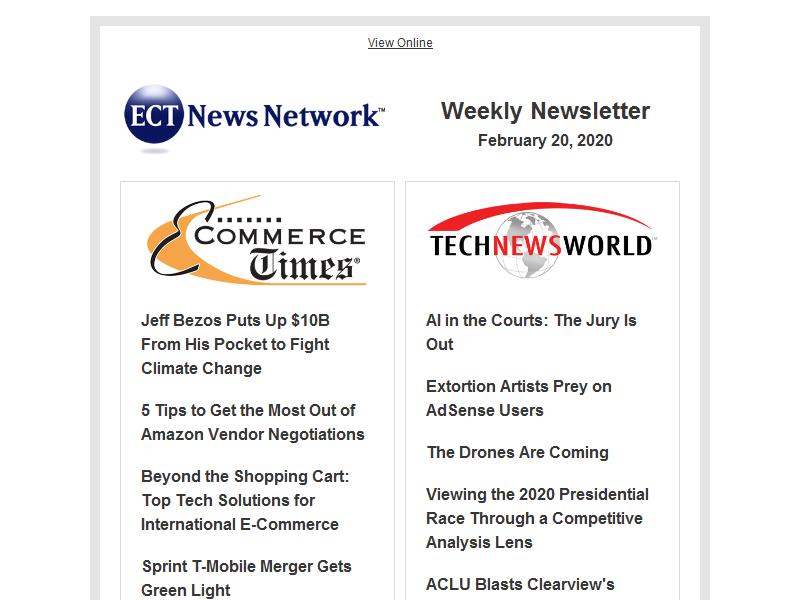 View Online
ECT News Network™
Weekly Newsletter
February 20, 2020
E COMMERCE
Times®
Jeff Bezos Puts Up $10B
From His Pocket to Fight
Climate Change
5 Tips to Get the Most Out of
Amazon Vendor Negotiations
Beyond the Shopping Cart:
Top Tech Solutions for
International E-Commerce
Sprint T-Mobile Merger Gets
Green Light
TECHNEWSWORLD
AI in the Courts: The Jury Is
Out
Extortion Artists Prey on
AdSense Users
The Drones Are Coming
Viewing the 2020 Presidential
Race Through a Competitive
Analysis Lens
ACLU Blasts Clearview's